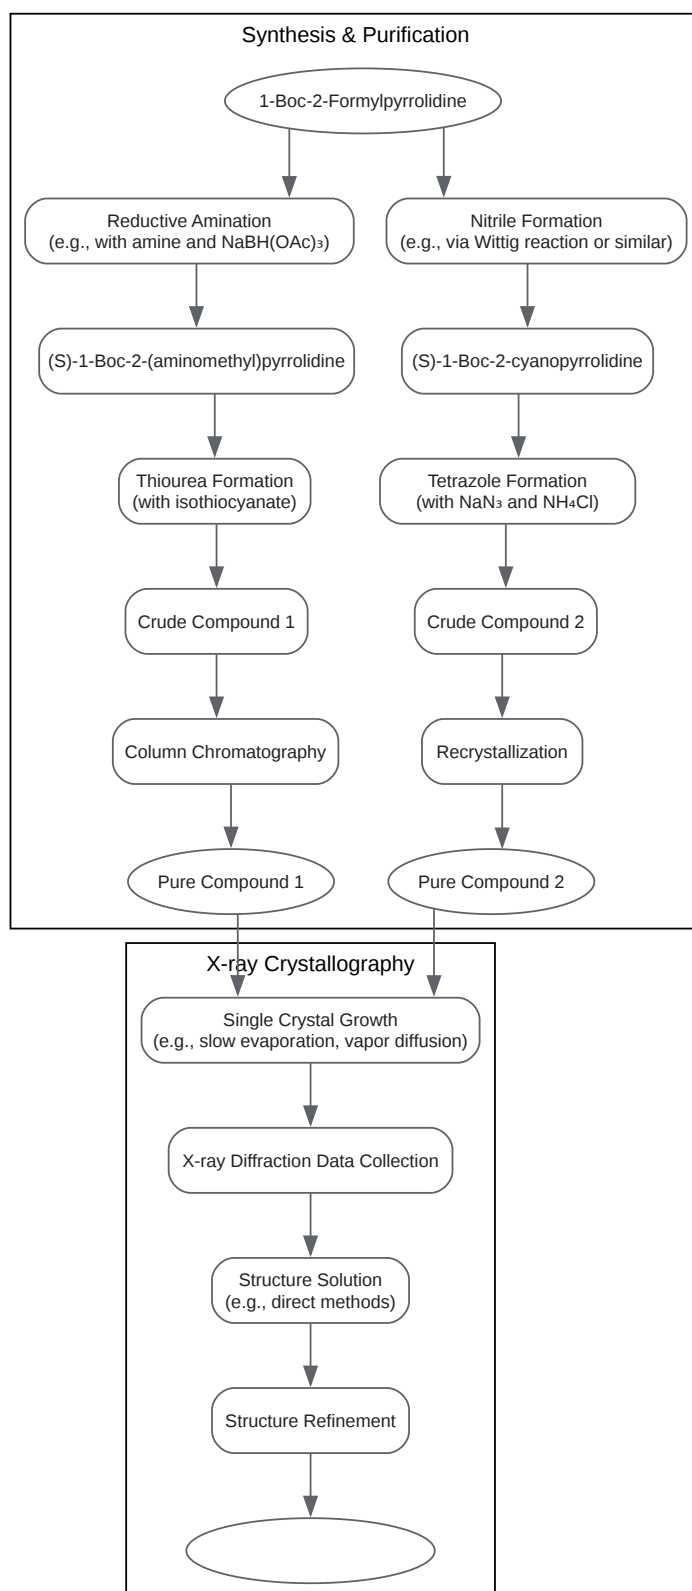 Synthesis & Purification
1-Boc-2-Formylpyrrolidine
Reductive Amination
(e.g., with amine and NaBH(OAc)₃)
Nitrile Formation
(e.g., via Wittig reaction or similar)
(S)-1-Boc-2-(aminomethyl)pyrrolidine
(S)-1-Boc-2-cyanopyrrolidine
Thiourea Formation
(with isothiocyanate)
Tetrazole Formation
(with NaN₃ and NH₄Cl)
Crude Compound 1
Crude Compound 2
Column Chromatography
Recrystallization
Pure Compound 1
Pure Compound 2
X-ray Crystallography
Single Crystal Growth
(e.g., slow evaporation, vapor diffusion)
X-ray Diffraction Data Collection
Structure Solution
(e.g., direct methods)
Structure Refinement